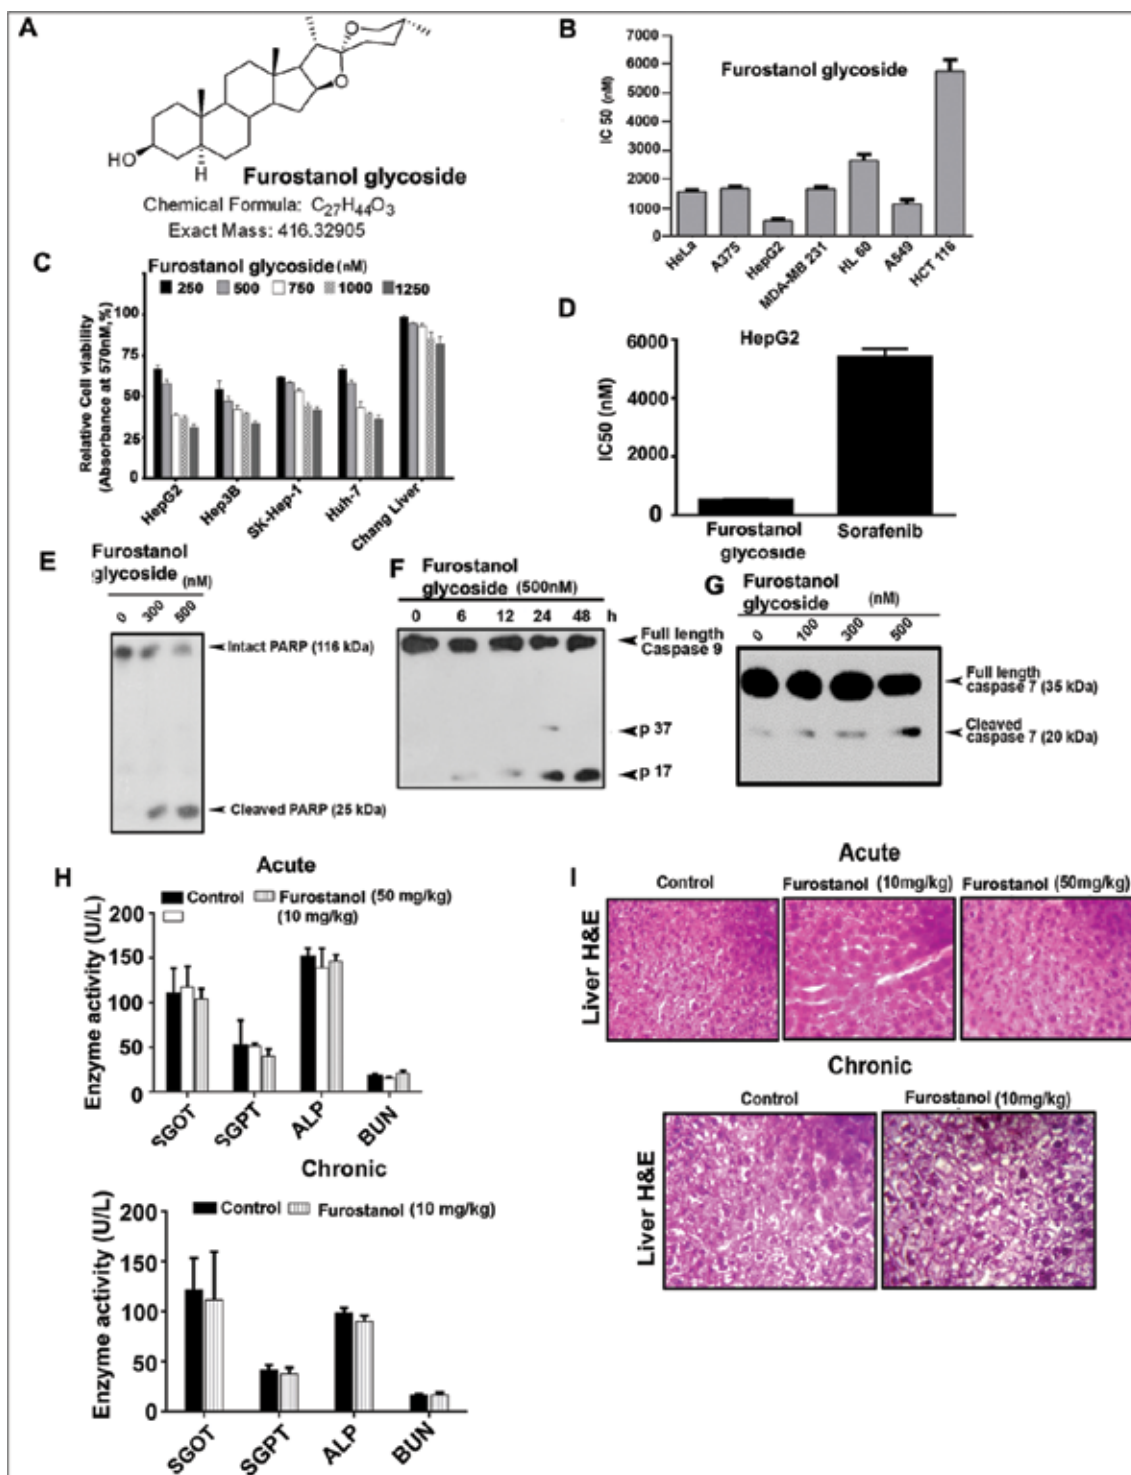 A
O
O
HO
H
Furostanol glycoside
Chemical Formula: C27H44O3
Exact Mass: 416.32905
B
Furostanol glycoside
IC 50 (nM)
7000
6000
5000
4000
3000
2000
1000
0
HeLa
A375
HepG2
MDA-MB 231
HL 60
A549
HCT 116
C
Furostanol glycoside (nM)
250 500 750 1000 1250
Relative Cell viability
(Absorbance at 570nM,%)
100
75
50
25
0
HepG2
Hep3B
SK-Hep-1
Huh-7
Chang Liver
D
HepG2
IC50 (nM)
6000
4000
2000
0
Furostanol
glycoside
Sorafenib
E
Furostanol
glycoside (nM)
0 300 500
Intact PARP (116 kDa)
Cleaved PARP (25 kDa)
F
Furostanol
glycoside (500nM)
0 6 12 24 48 h
Full length
Caspase 9
p 37
p 17
G
Furostanol
glycoside (nM)
0 100 300 500
Full length
caspase 7 (35 kDa)
Cleaved
caspase 7 (20 kDa)
H
Acute
Control Furostanol (50 mg/kg)
(10 mg/kg)
Enzyme activity (U/L)
200
150
100
50
0
SGOT
SGPT
ALP
BUN
Chronic
Control Furostanol (10 mg/kg)
Enzyme activity (U/L)
200
150
100
50
0
SGOT
SGPT
ALP
BUN
I
Acute
Control
Furostanol (10mg/kg)
Furostanol (50mg/kg)
Liver H&E
Chronic
Control
Furostanol (10mg/kg)
Liver H&E